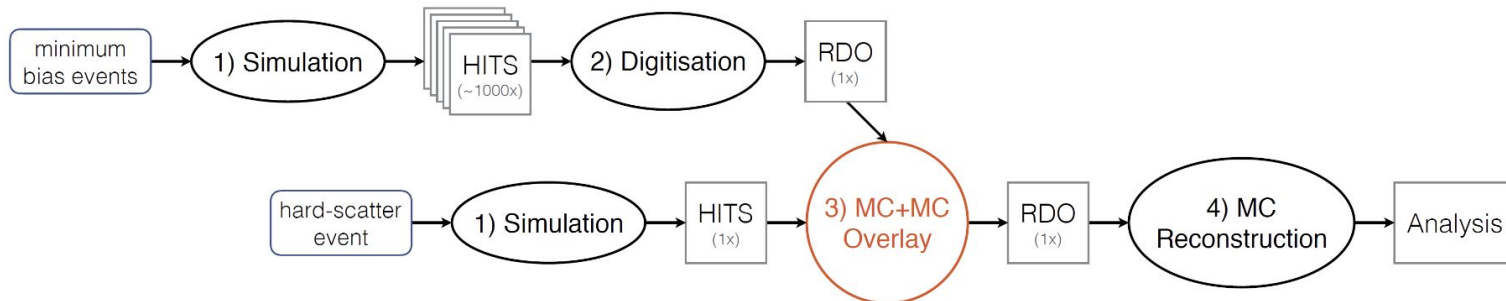 minimum
bias events
1) Simulation
HITS
(~1000x)
2) Digitisation
RDO
(1x)
hard-scatter
event
1) Simulation
HITS
(1x)
3) MC+MC
Overlay
RDO
(1x)
4) MC
Reconstruction
Analysis